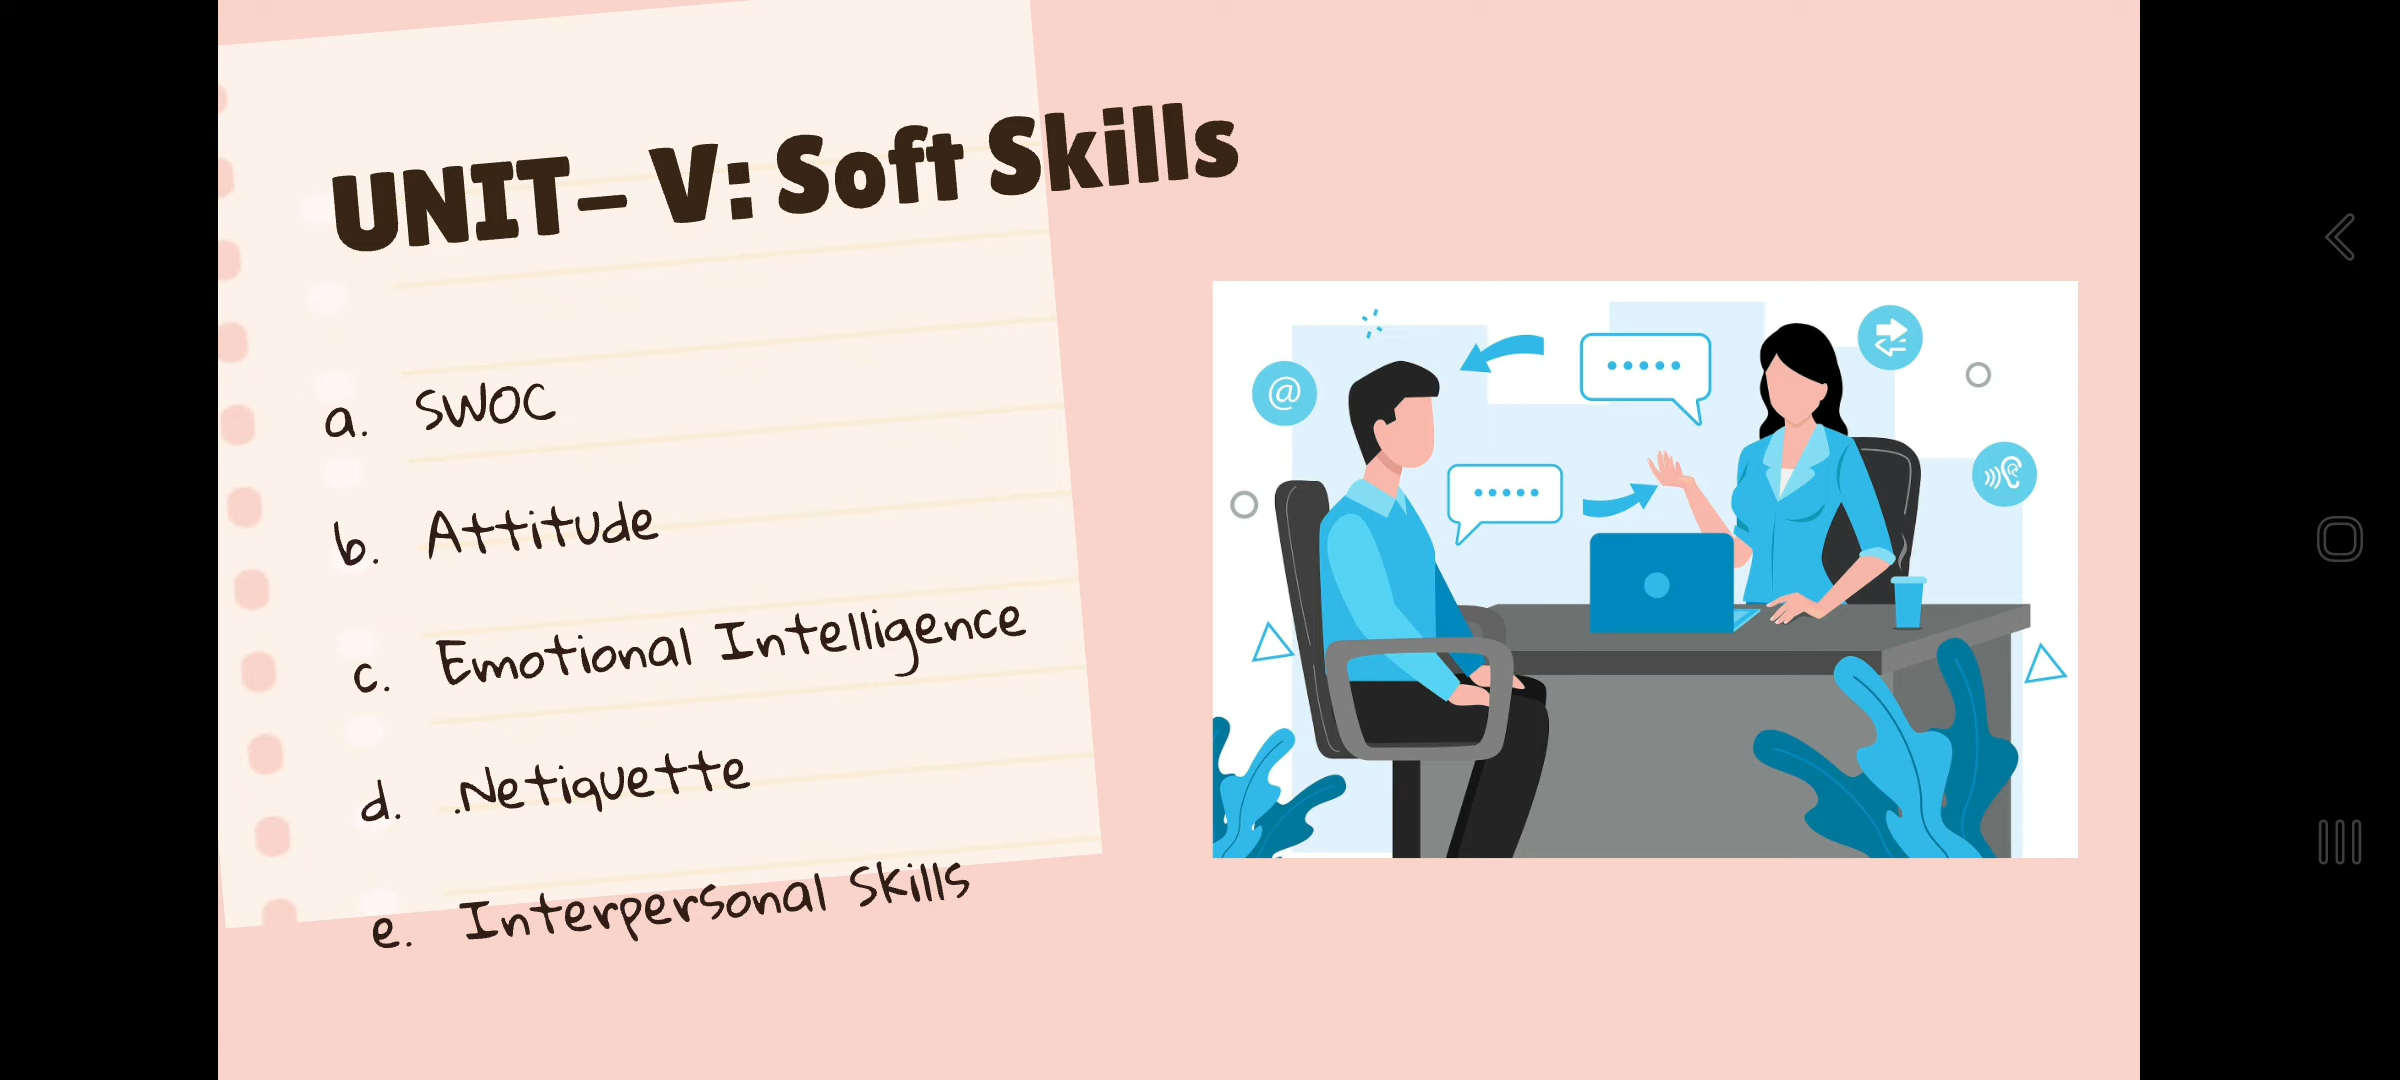 UNIT- V: Soft Skills
a. SWOC
b. Attitude
c. Emotional Intelligence
d. .Netiquette
e. Interpersonal Skills
@